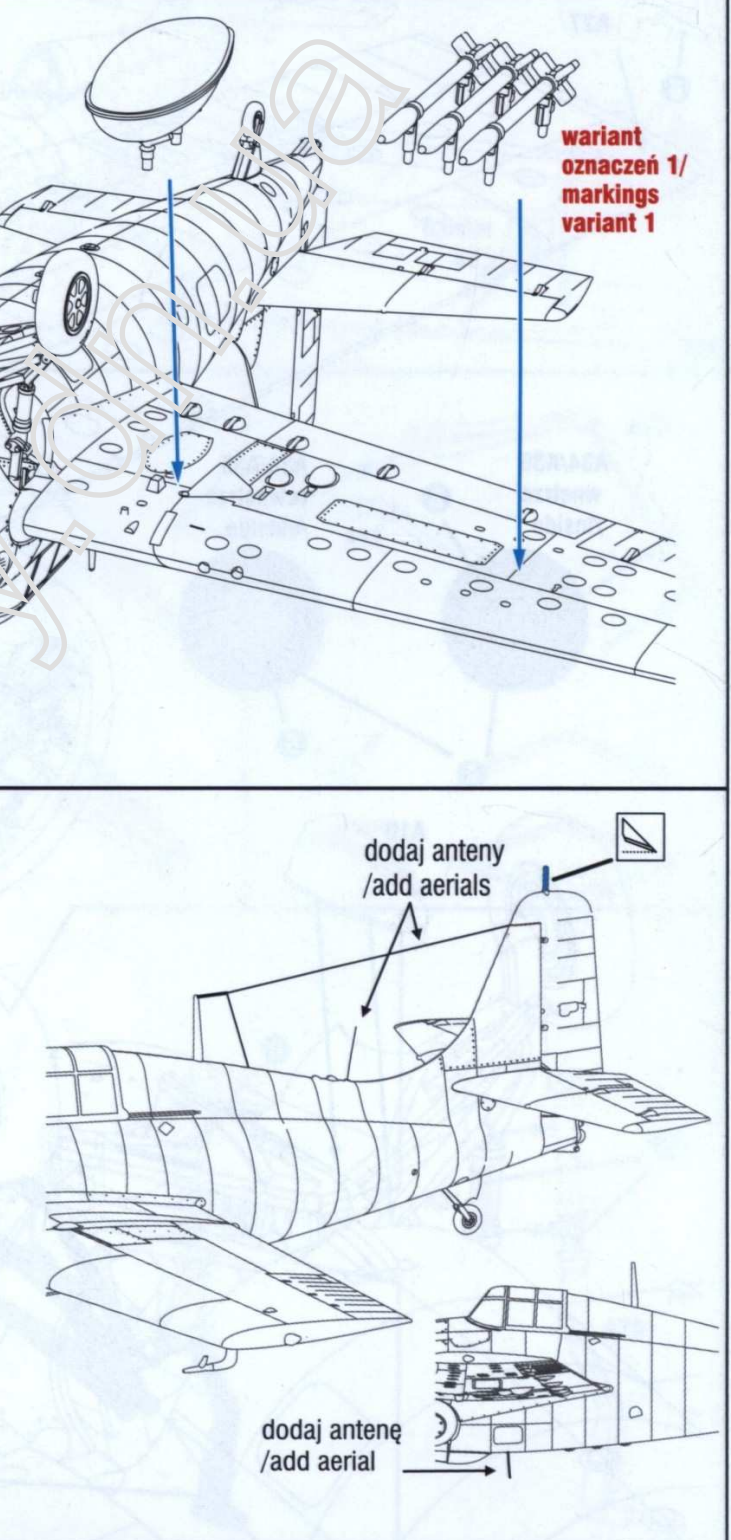 wariant
oznaczeń 1/
markings
variant 1
dodaj anteny
/add aerials
dodaj antenę
/add aerial